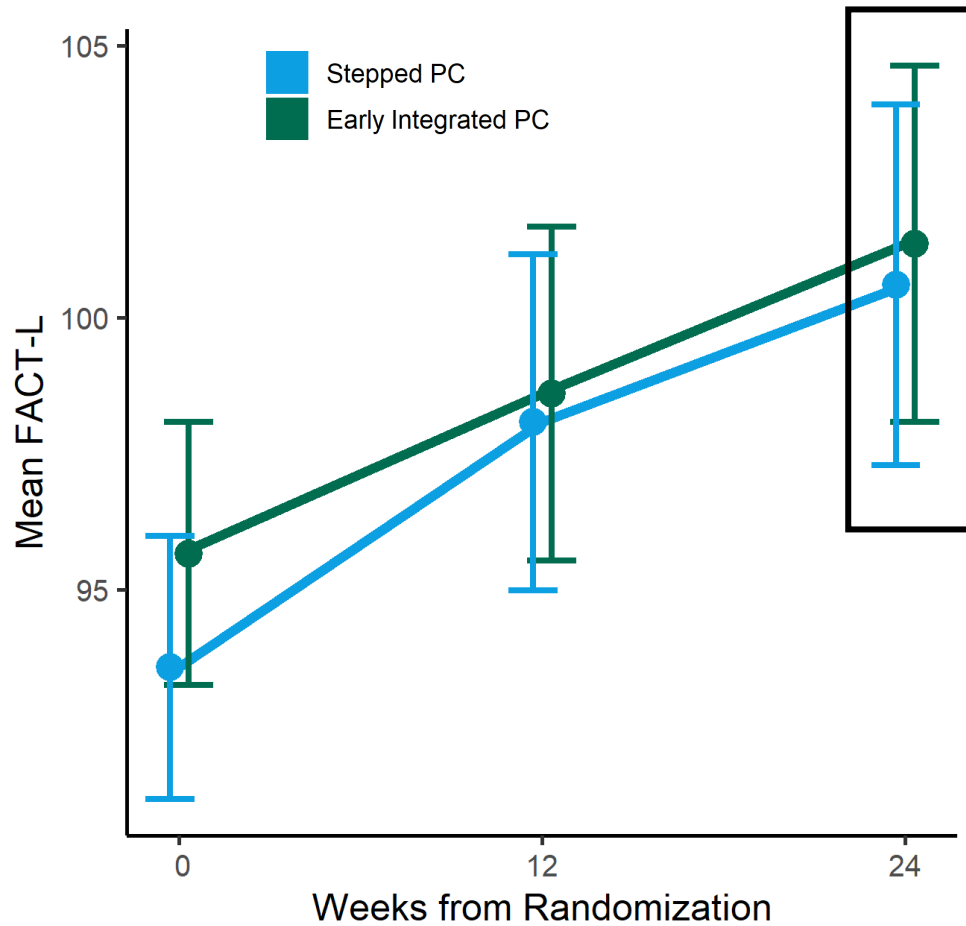 105
Stepped PC
Early Integrated PC
100
Mean FACT-L
95
0 12 24
Weeks from Randomization